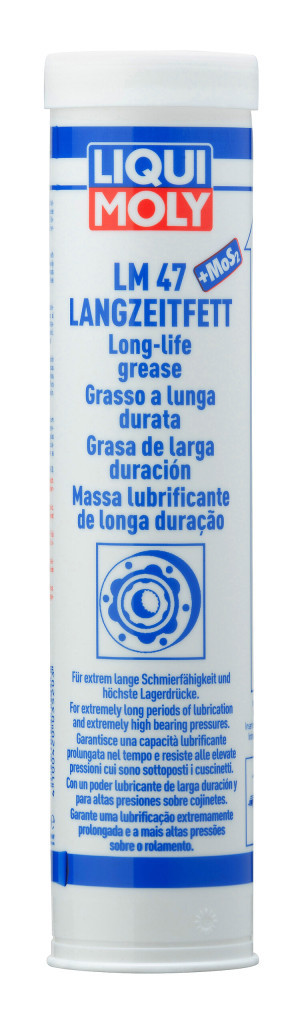 LIQUI
MOLY
+MoS₂
LM 47
LANGZEITFETT
Long-life
grease
Grasso a lunga
durata
Grasa de larga
duración
Massa lubrificante
de longa duração
Für extrem lange Schmierfähigkeit und
höchste Lagerdrücke.
For extremely long periods of lubrication
and extremely high bearing pressures.
Garantisce una capacità lubrificante
prolungata nel tempo e resiste alle elevate
pressioni cui sono sottoposti i cuscinetti.
Con un poder lubricante de larga duración y
para altas presiones sobre cojinetes.
Garante uma lubrificação extremamente
prolongada e a mais altas pressões
sobre o rolamento.